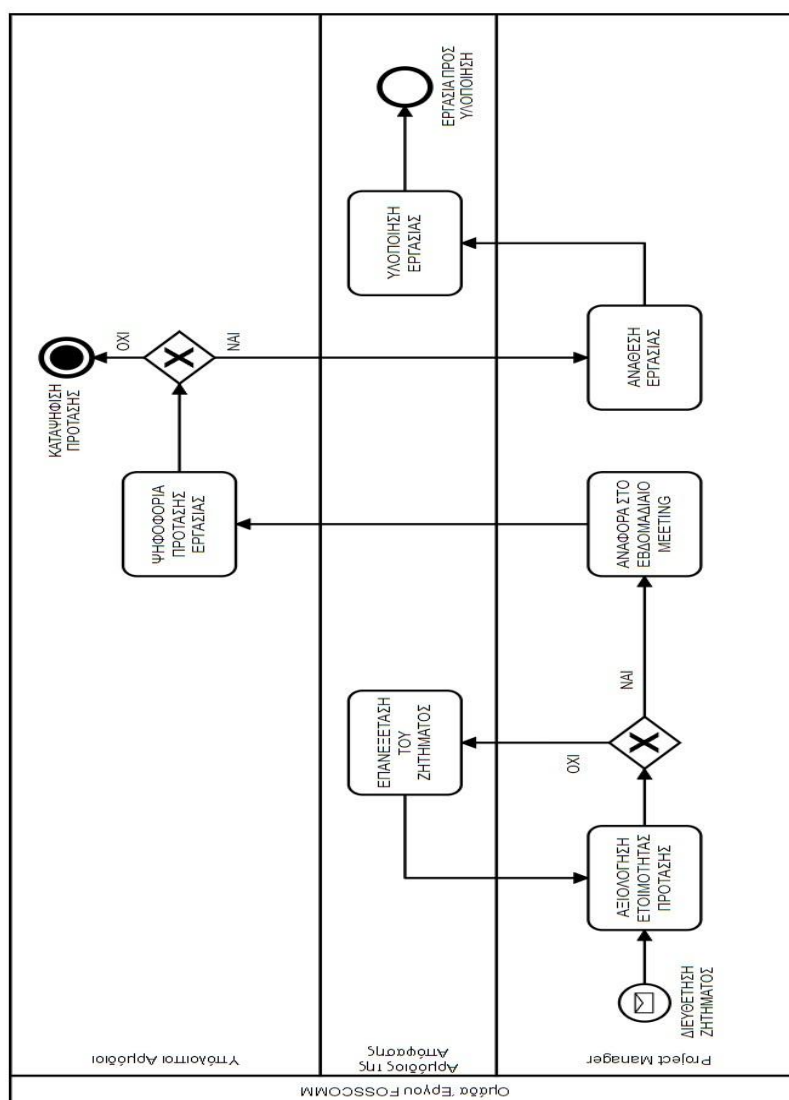 Ομάδα Έργου FOSSCOMM
Υπόλοιποι Αρμόδιοι
Αρμόδιος της
Απόφασης
Project Manager
ΔΙΕΥΘΕΤΗΣΗ
ΖΗΤΗΜΑΤΟΣ
ΑΞΙΟΛΟΓΗΣΗ
ΕΤΟΙΜΟΤΗΤΑΣ
ΠΡΟΤΑΣΗΣ
ΟΧΙ
ΝΑΙ
ΕΠΑΝΕΞΕΤΑΣΗ
ΤΟΥ
ΖΗΤΗΜΑΤΟΣ
ΑΝΑΦΟΡΑ ΣΤΟ
ΕΒΔΟΜΑΔΙΑΙΟ
MEETING
ΨΗΦΟΦΟΡΙΑ
ΠΡΟΤΑΣΗΣ
ΕΡΓΑΣΙΑΣ
ΟΧΙ
ΝΑΙ
ΚΑΤΑΨΗΦΙΣΗ
ΠΡΟΤΑΣΗΣ
ΑΝΑΘΕΣΗ
ΕΡΓΑΣΙΑΣ
ΥΛΟΠΟΙΗΣΗ
ΕΡΓΑΣΙΑΣ
ΕΡΓΑΣΙΑ ΠΡΟΣ
ΥΛΟΠΟΙΗΣΗ